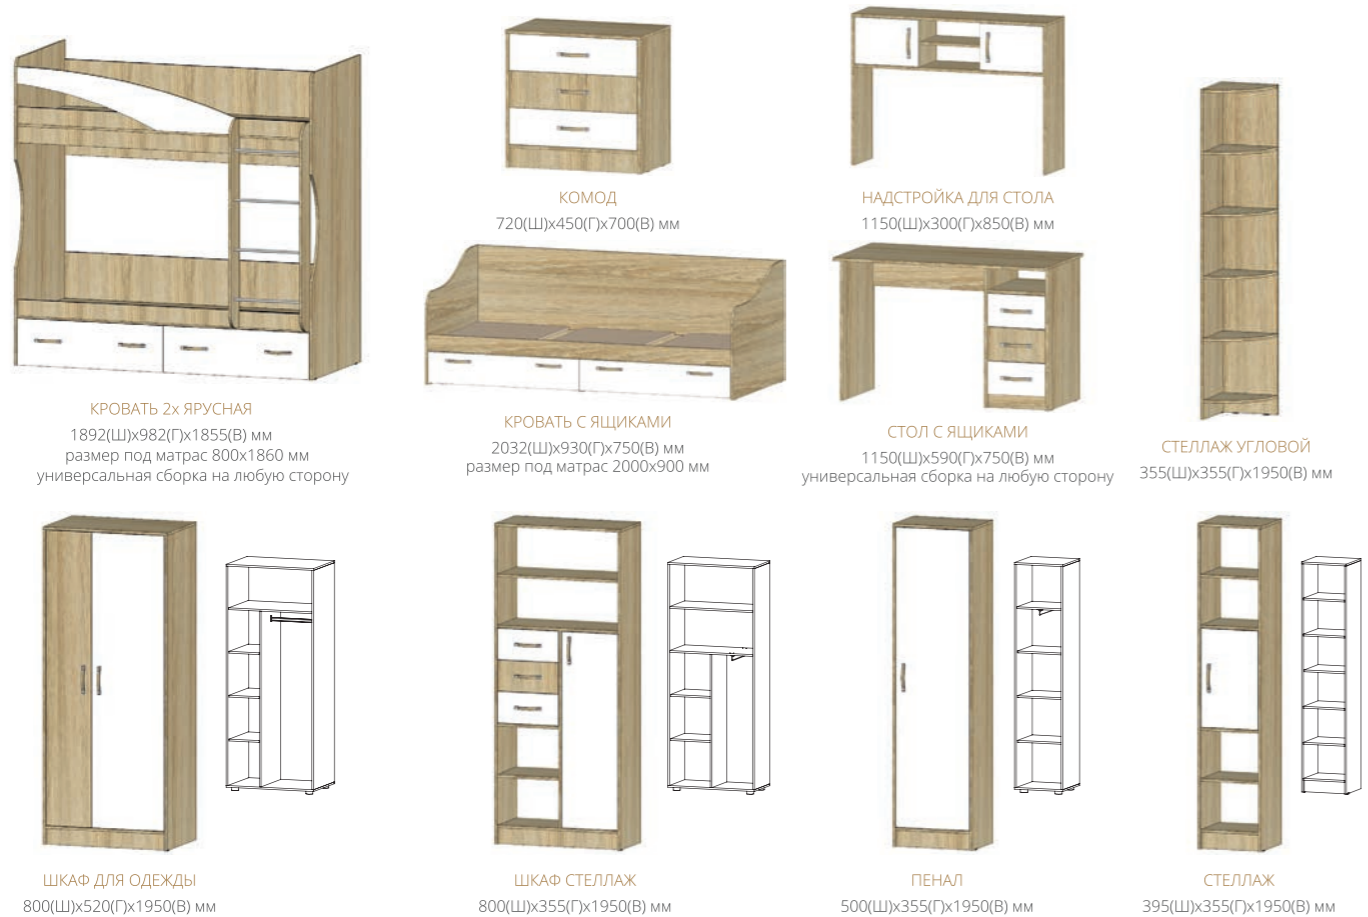 КОМОД
720(Ш)х450(Г)х700(В) мм
НАДСТРОЙКА ДЛЯ СТОЛА
1150(Ш)х300(Г)х850(В) мм
КРОВАТЬ 2х ЯРУСНАЯ
1892(Ш)х982(Г)х1855(В) мм
размер под матрас 800х1860 мм
универсальная сборка на любую сторону
КРОВАТЬ С ЯЩИКАМИ
2032(Ш)х930(Г)х750(В) мм
размер под матрас 2000х900 мм
СТОЛ С ЯЩИКАМИ
1150(Ш)х590(Г)х750(В) мм
универсальная сборка на любую сторону
СТЕЛЛАЖ УГЛОВОЙ
355(Ш)х355(Г)х1950(В) мм
ШКАФ ДЛЯ ОДЕЖДЫ
800(Ш)х520(Г)х1950(В) мм
ШКАФ СТЕЛЛАЖ
800(Ш)х355(Г)х1950(В) мм
ПЕНАЛ
500(Ш)х355(Г)х1950(В) мм
СТЕЛЛАЖ
395(Ш)х355(Г)х1950(В) мм